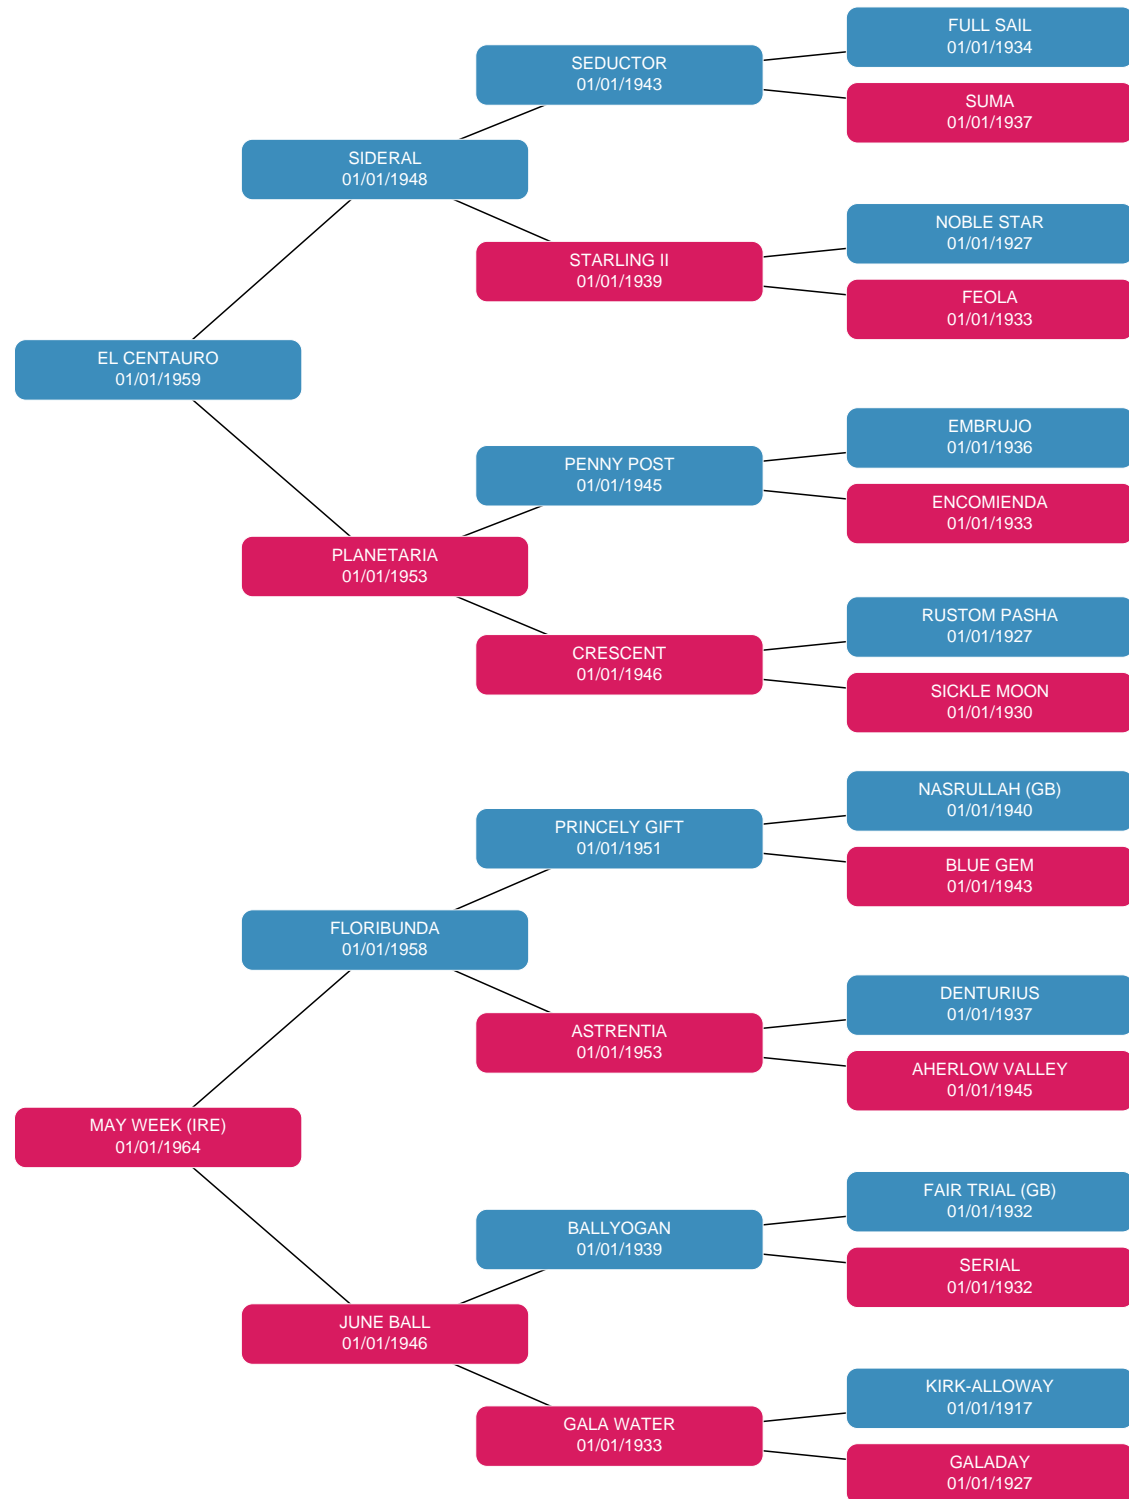 FULL SAIL
01/01/1934
SEDUCTOR
01/01/1943
SUMA
01/01/1937
SIDERAL
01/01/1948
NOBLE STAR
01/01/1927
STARLING II
01/01/1939
FEOLA
01/01/1933
EL CENTAURO
01/01/1959
EMBRUJO
01/01/1936
PENNY POST
01/01/1945
ENCOMIENDA
01/01/1933
PLANETARIA
01/01/1953
RUSTOM PASHA
01/01/1927
CRESCENT
01/01/1946
SICKLE MOON
01/01/1930
NASRULLAH (GB)
01/01/1940
PRINCELY GIFT
01/01/1951
BLUE GEM
01/01/1943
FLORIBUNDA
01/01/1958
DENTURIUS
01/01/1937
ASTRENTIA
01/01/1953
AHERLOW VALLEY
01/01/1945
MAY WEEK (IRE)
01/01/1964
FAIR TRIAL (GB)
01/01/1932
BALLYOGAN
01/01/1939
SERIAL
01/01/1932
JUNE BALL
01/01/1946
KIRK-ALLOWAY
01/01/1917
GALA WATER
01/01/1933
GALADAY
01/01/1927